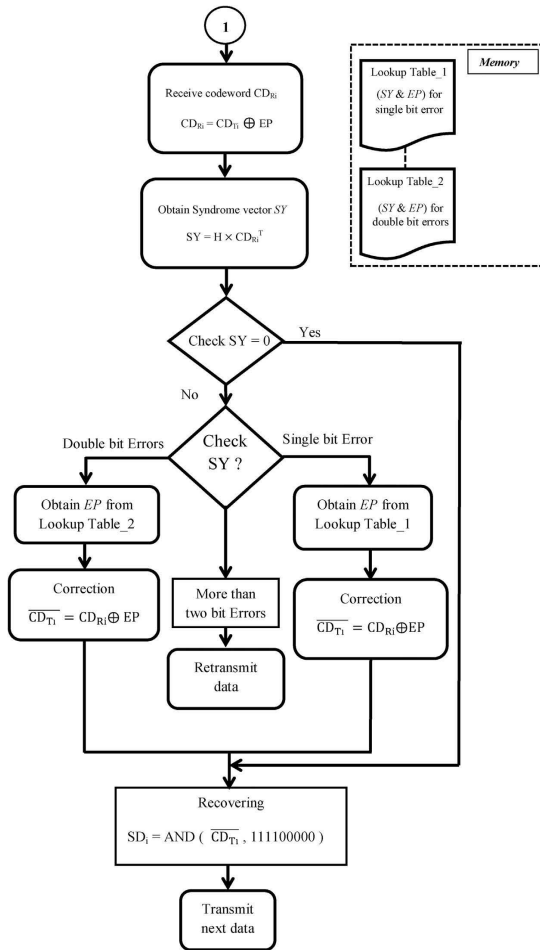 1
Receive codeword CD_Ri
CD_Ri = CD_Ti ⊕ EP
Memory
Lookup Table_1
(SY & EP) for
single bit error
Lookup Table_2
(SY & EP) for
double bit errors
Obtain Syndrome vector SY
SY = H × CD_Ri^T
Check SY = 0
Yes
No
Check
SY ?
Double bit Errors
Single bit Error
Obtain EP from
Lookup Table_2
Obtain EP from
Lookup Table_1
Correction
C̅D̅_T̅ı̅ = CD_Ri⊕ EP
More than
two bit Errors
Correction
C̅D̅_T̅ı̅ = CD_Ri⊕EP
Retransmit
data
Recovering
SD_i = AND ( C̅D̅_T̅ı̅ , 111100000 )
Transmit
next data